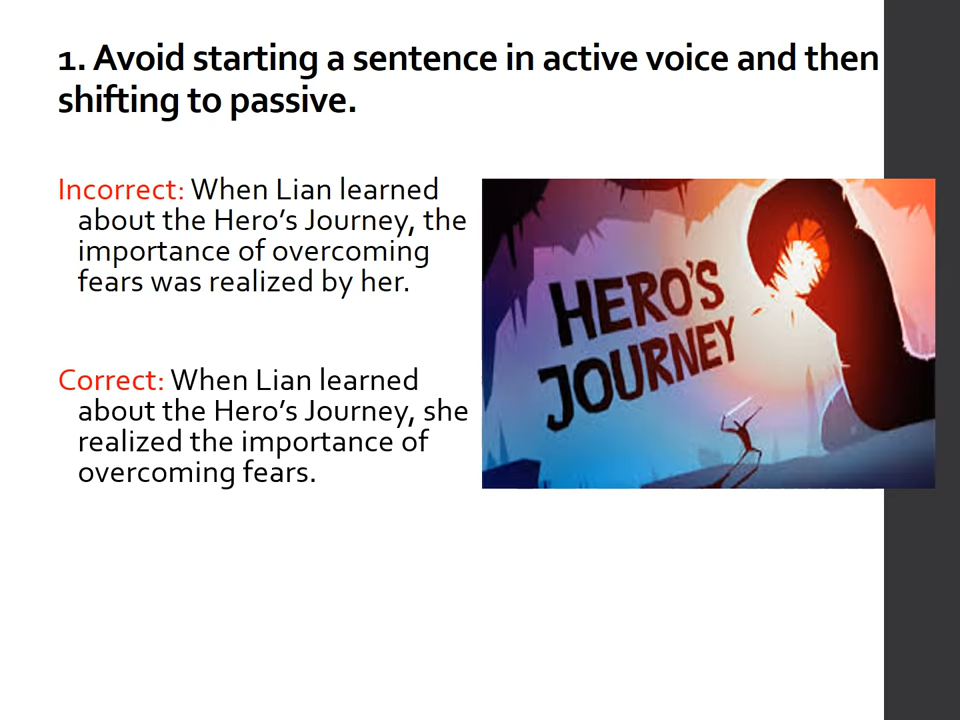 1. Avoid starting a sentence in active voice and then
shifting to passive.
Incorrect: When Lian learned
about the Hero’s Journey, the
importance of overcoming
fears was realized by her.
Correct: When Lian learned
about the Hero’s Journey, she
realized the importance of
overcoming fears.
HERO'S
JOURNEY